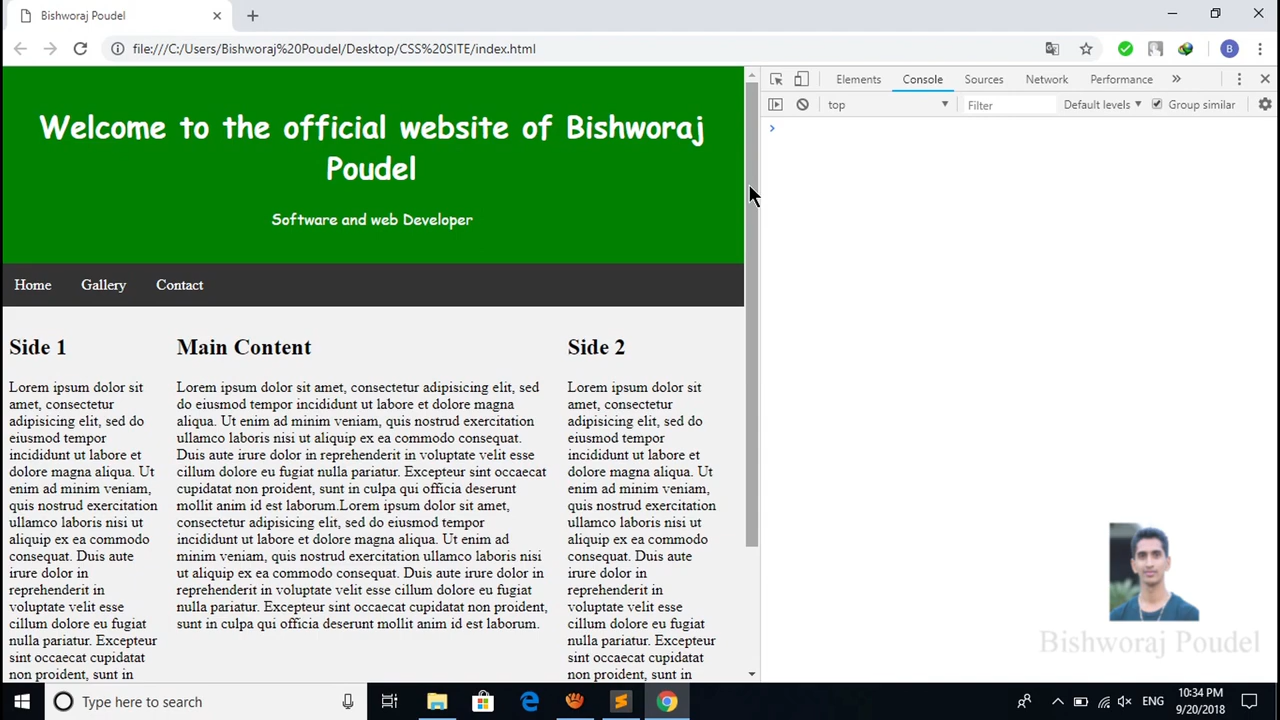 Bishworaj Poudel
file:///C:/Users/Bishworaj%20Poudel/Desktop/CSS%20SITE/index.html
B
Elements Console Sources Network Performance »
top Filter Default levels Group similar
Welcome to the official website of Bishworaj
Poudel
Software and web Developer
Home Gallery Contact
Side 1
Lorem ipsum dolor sit
amet, consectetur
adipisicing elit, sed do
eiusmod tempor
incididunt ut labore et
dolore magna aliqua. Ut
enim ad minim veniam,
quis nostrud exercitation
ullamco laboris nisi ut
aliquip ex ea commodo
consequat. Duis aute
irure dolor in
reprehenderit in
voluptate velit esse
cillum dolore eu fugiat
nulla pariatur. Excepteur
sint occaecat cupidatat
non proident, sunt in
Main Content
Lorem ipsum dolor sit amet, consectetur adipisicing elit, sed
do eiusmod tempor incididunt ut labore et dolore magna
aliqua. Ut enim ad minim veniam, quis nostrud exercitation
ullamco laboris nisi ut aliquip ex ea commodo consequat.
Duis aute irure dolor in reprehenderit in voluptate velit esse
cillum dolore eu fugiat nulla pariatur. Excepteur sint occaecat
cupidatat non proident, sunt in culpa qui officia deserunt
mollit anim id est laborum.Lorem ipsum dolor sit amet,
consectetur adipisicing elit, sed do eiusmod tempor
incididunt ut labore et dolore magna aliqua. Ut enim ad
minim veniam, quis nostrud exercitation ullamco laboris nisi
ut aliquip ex ea commodo consequat. Duis aute irure dolor in
reprehenderit in voluptate velit esse cillum dolore eu fugiat
nulla pariatur. Excepteur sint occaecat cupidatat non proident,
sunt in culpa qui officia deserunt mollit anim id est laborum.
Side 2
Lorem ipsum dolor sit
amet, consectetur
adipisicing elit, sed do
eiusmod tempor
incididunt ut labore et
dolore magna aliqua. Ut
enim ad minim veniam,
quis nostrud exercitation
ullamco laboris nisi ut
aliquip ex ea commodo
consequat. Duis aute
irure dolor in
reprehenderit in
voluptate velit esse
cillum dolore eu fugiat
nulla pariatur. Excepteur
sint occaecat cupidatat
non proident, sunt in
Bishworaj Poudel
Type here to search
ENG
10:34 PM
9/20/2018